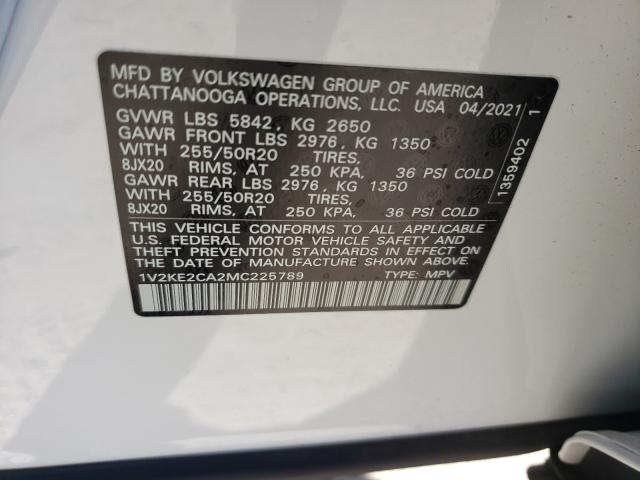 MFD BY VOLKSWAGEN GROUP OF AMERICA
CHATTANOOGA OPERATIONS, LLC. USA 04/2021
GVWR LBS 5842, KG 2650
GAWR FRONT LBS 2976, KG 1350
WITH 255/50R20 TIRES,
8JX20 RIMS, AT 250 KPA, 36 PSI COLD
GAWR REAR LBS 2976, KG 1350
WITH 255/50R20 TIRES,
8JX20 RIMS, AT 250 KPA, 36 PSI COLD
THIS VEHICLE CONFORMS TO ALL APPLICABLE
U.S. FEDERAL MOTOR VEHICLE SAFETY AND
THEFT PREVENTION STANDARDS IN EFFECT
ON THE DATE OF MANUFACTURE SHOWN ABOVE.
1V2KE2CA2MC225789 TYPE: MPV
1359402 1